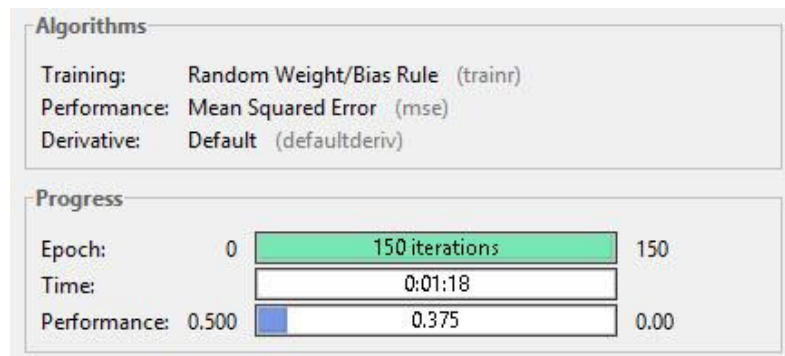 Algorithms
Training: Random Weight/Bias Rule (trainr)
Performance: Mean Squared Error (mse)
Derivative: Default (defaultderiv)
Progress
Epoch: 0 150 iterations 150
Time: 0:01:18
Performance: 0.500 0.375 0.00